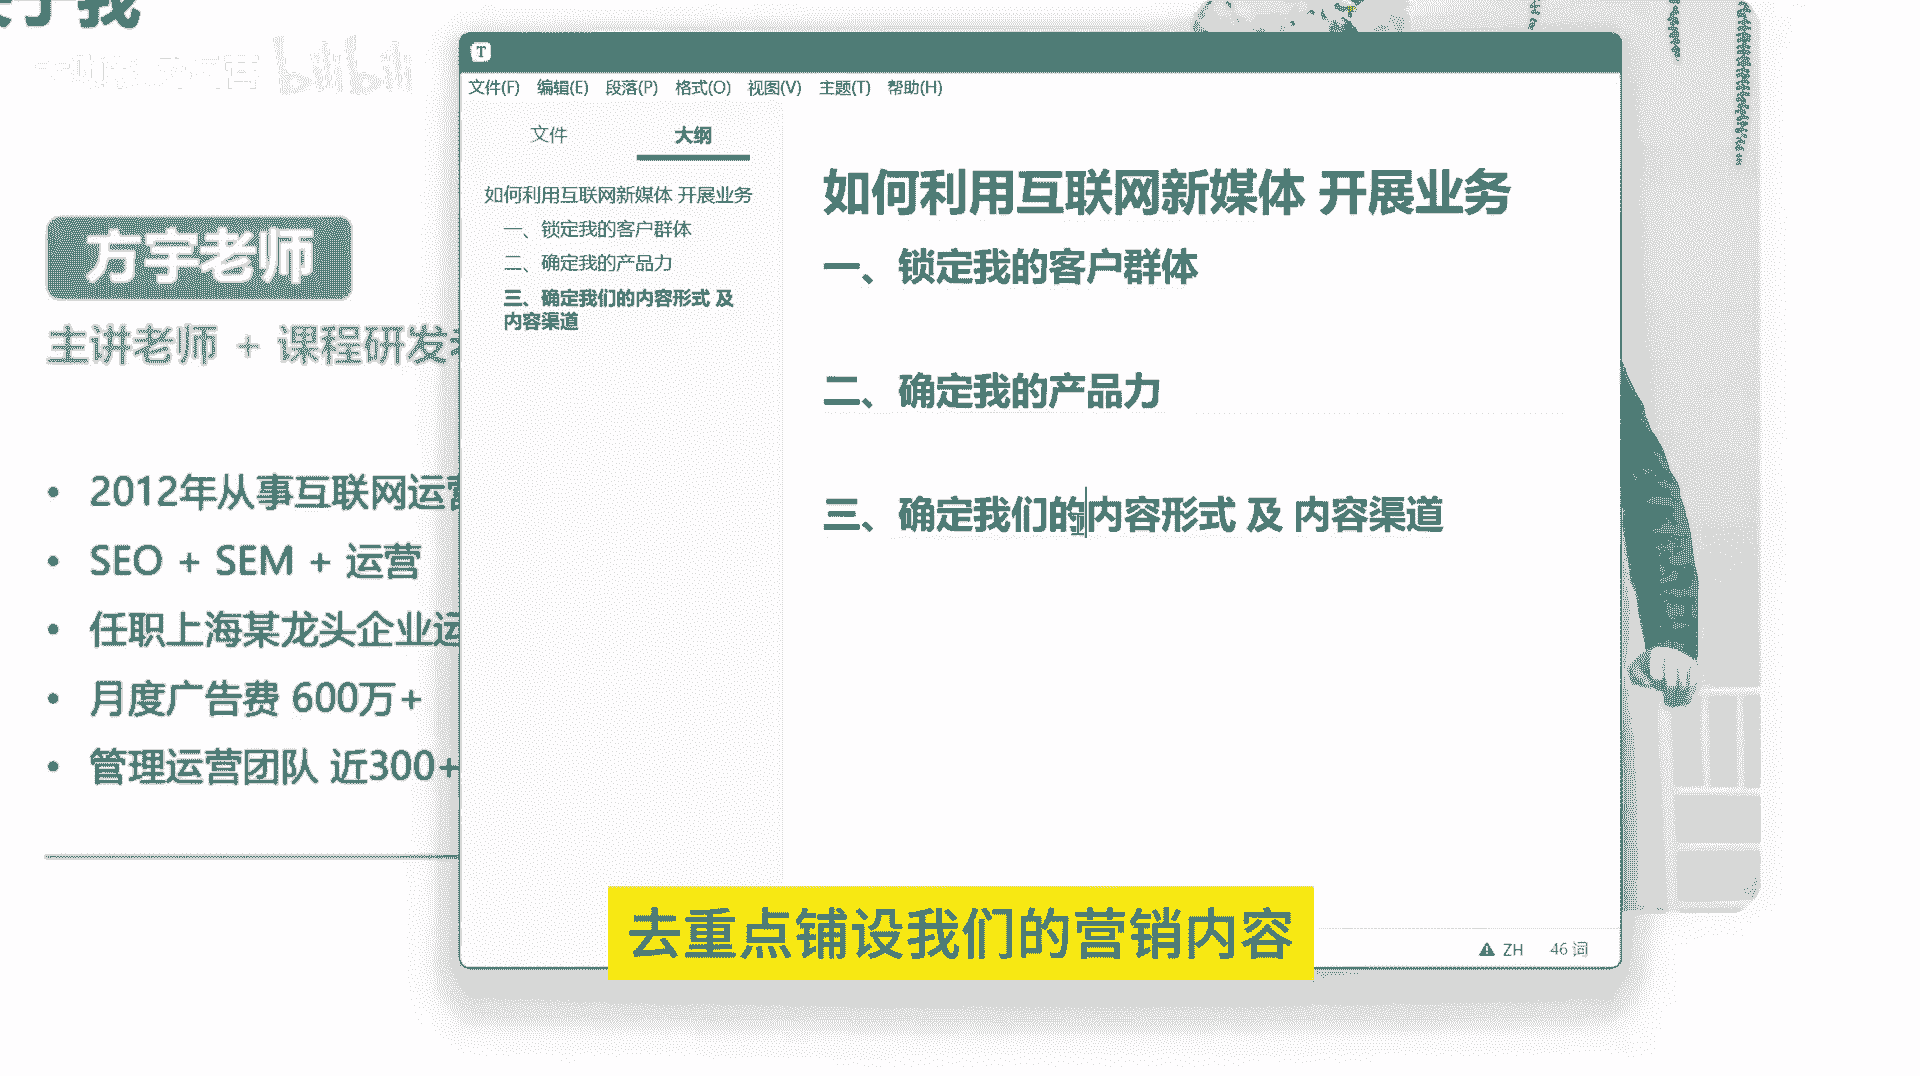 于我
bilibili
方宇老师
主讲老师 + 课程研发
2012年从事互联网运营
SEO + SEM + 运营
任职上海某龙头企业运
月度广告费 600万+
管理运营团队 近300+
T
文件(F) 编辑(E) 段落(P) 格式(O) 视图(V) 主题(T) 帮助(H)
文件 大纲
如何利用互联网新媒体 开展业务
一、锁定我的客户群体
二、确定我的产品力
三、确定我们的内容形式 及
内容渠道
如何利用互联网新媒体 开展业务
一、锁定我的客户群体
二、确定我的产品力
三、确定我们的内容形式 及 内容渠道
去重点铺设我们的营销内容
ZH 46 词